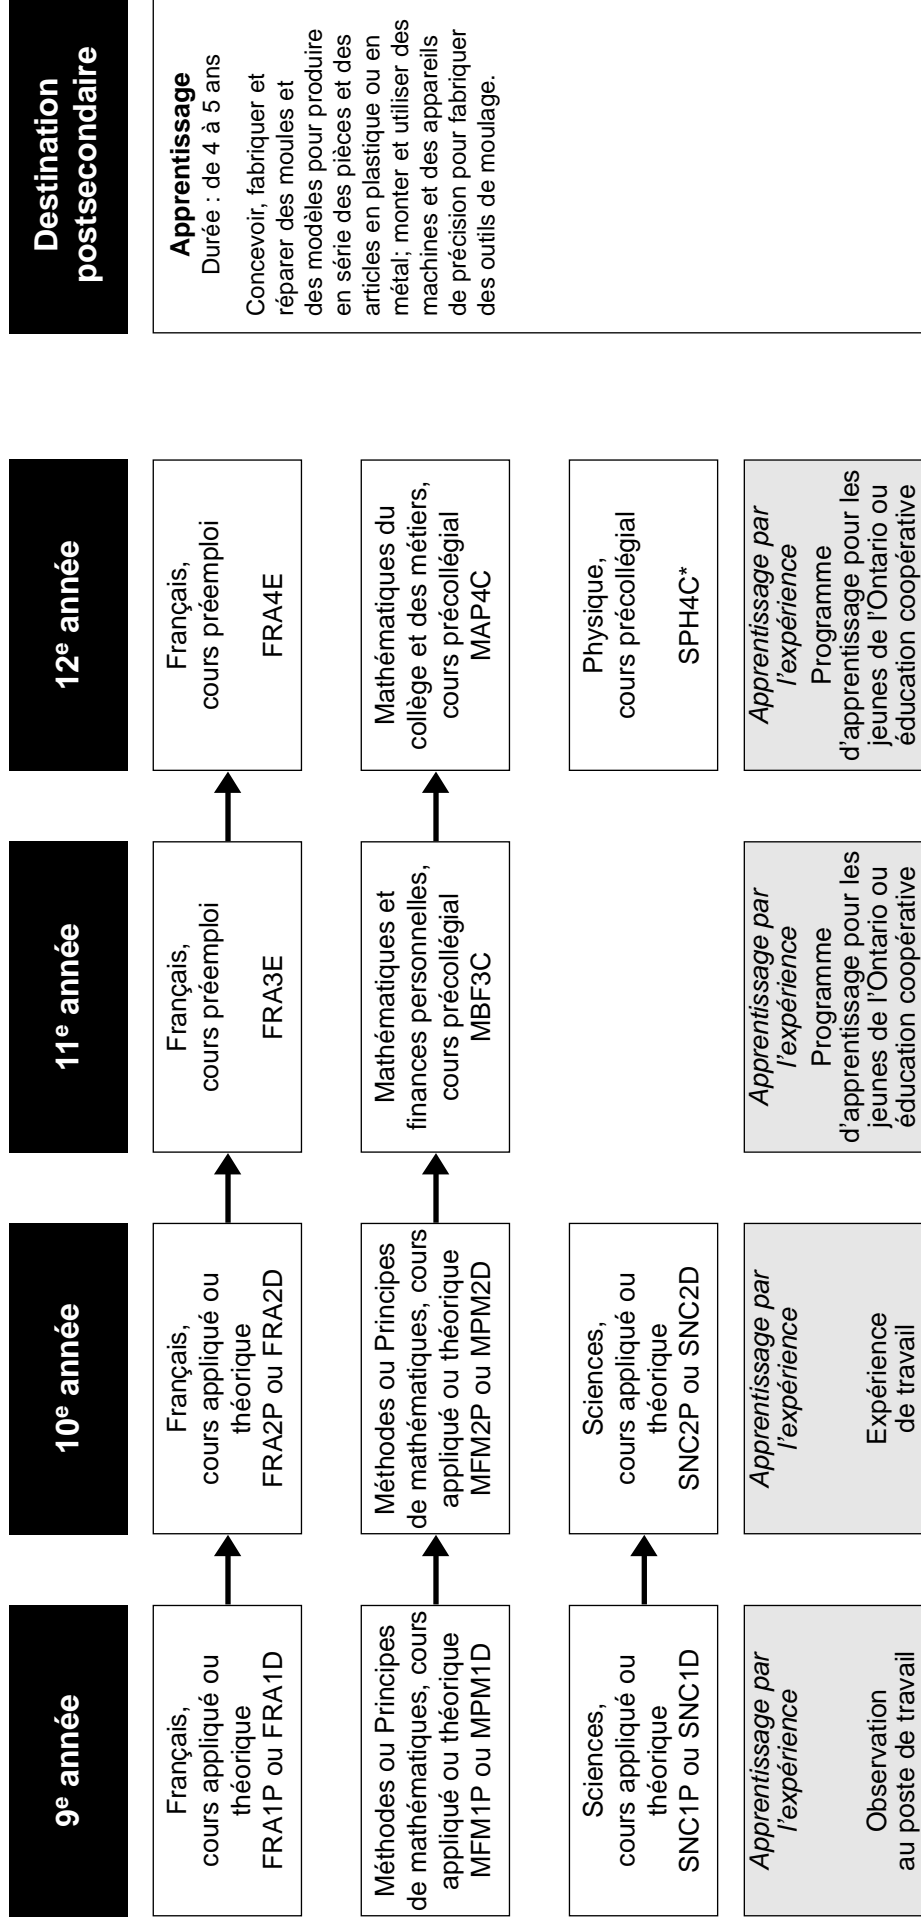 9e année
10e année
11e année
12e année
Destination
postsecondaire
Français,
cours appliqué ou
théorique
FRA1P ou FRA1D
Français,
cours appliqué ou
théorique
FRA2P ou FRA2D
Français,
cours préemploi
FRA3E
Français,
cours préemploi
FRA4E
Apprentissage
Durée : de 4 à 5 ans
Concevoir, fabriquer et
réparer des moules et
des modèles pour produire
en série des pièces et des
articles en plastique ou en
métal; monter et utiliser des
machines et des appareils
de précision pour fabriquer
des outils de moulage.
Méthodes ou Principes
de mathématiques, cours
appliqué ou théorique
MFM1P ou MPM1D
Méthodes ou Principes
de mathématiques, cours
appliqué ou théorique
MFM2P ou MPM2D
Mathématiques et
finances personnelles,
cours précollégial
MBF3C
Mathématiques du
collège et des métiers,
cours précollégial
MAP4C
Sciences,
cours appliqué ou
théorique
SNC1P ou SNC1D
Sciences,
cours appliqué ou
théorique
SNC2P ou SNC2D
Physique,
cours précollégial
SPH4C*
Apprentissage par
l'expérience
Observation
au poste de travail
Apprentissage par
l'expérience
Expérience
de travail
Apprentissage par
l'expérience
Programme
d'apprentissage pour les
jeunes de l'Ontario ou
éducation coopérative
Apprentissage par
l'expérience
Programme
d'apprentissage pour les
jeunes de l'Ontario ou
éducation coopérative